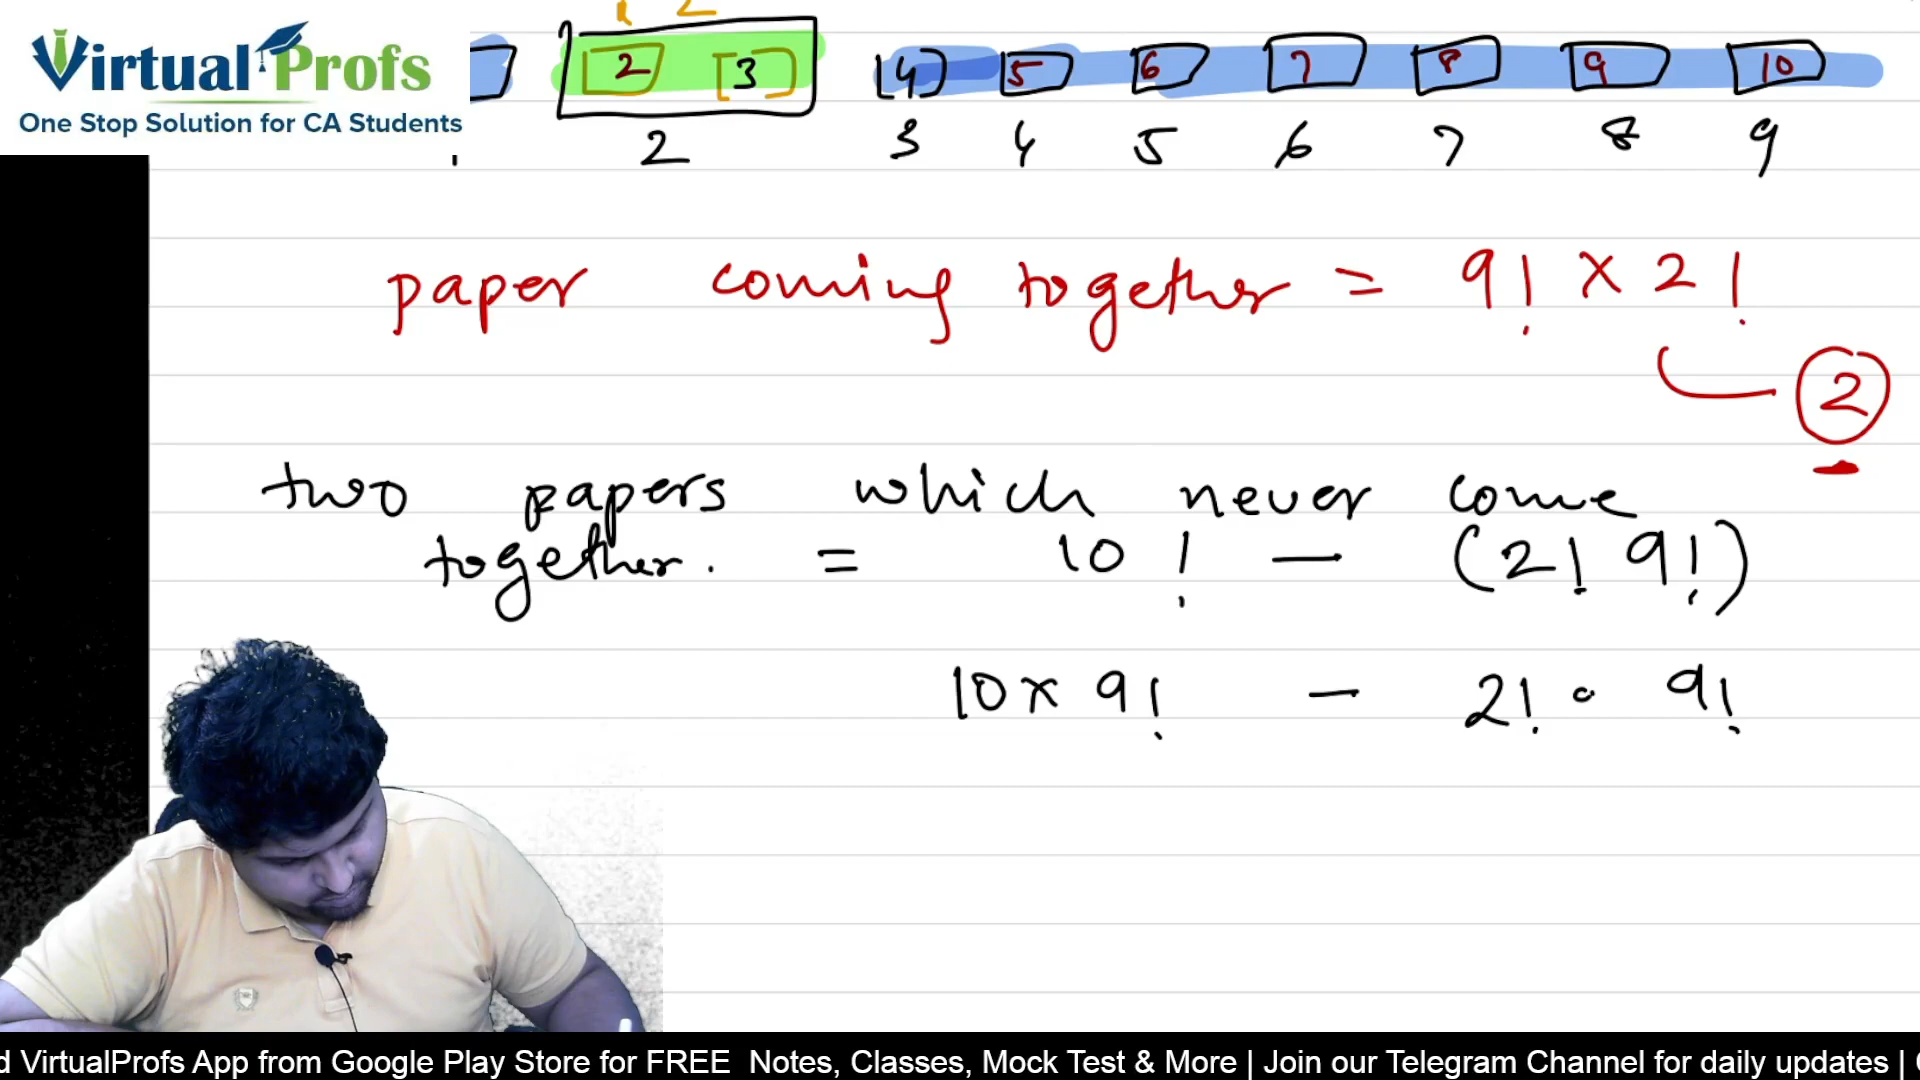 Virtual Profs
One Stop Solution for CA Students
2 3 4 5 6 7 8 9 10
2 3 4 5 6 7 8 9
paper coming together = 9! × 2!
2
two papers which never come
together. = 10! — (2! 9!)
10 × 9! — 2! . 9!
VirtualProfs App from Google Play Store for FREE Notes, Classes, Mock Test & More | Join our Telegram Channel for daily updates |